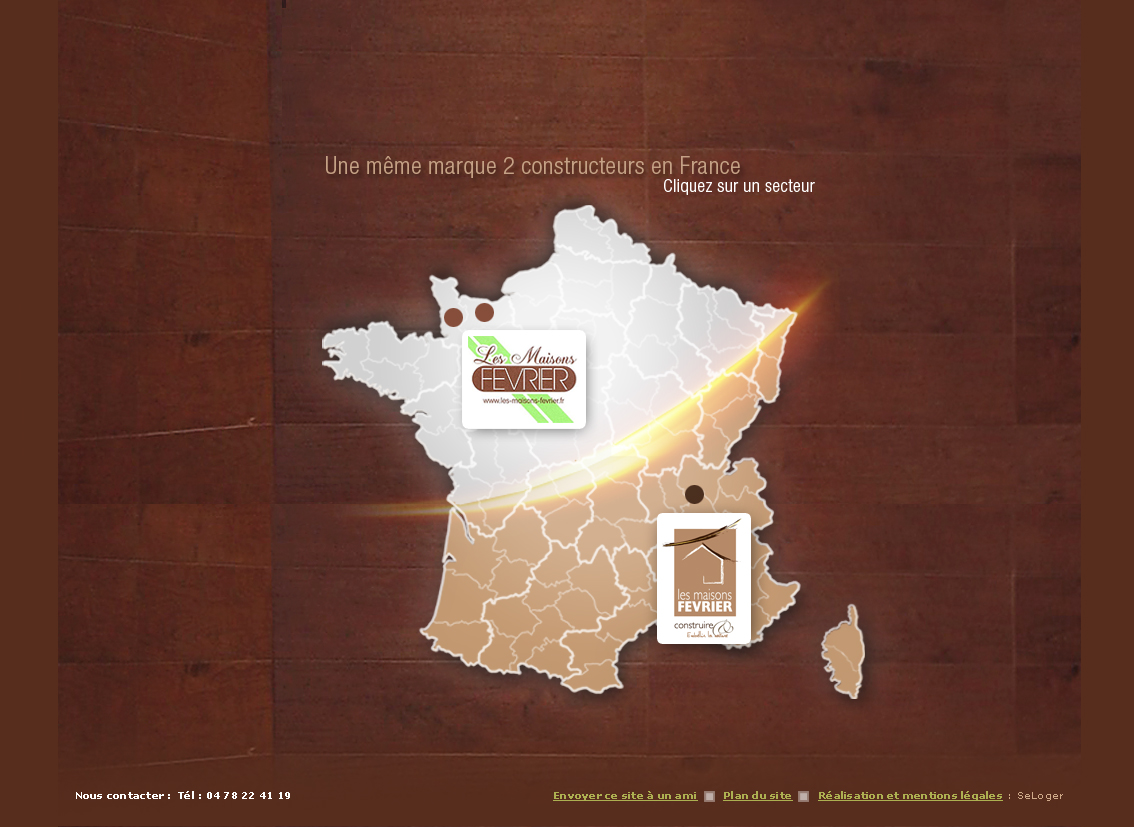 Une même marque 2 constructeurs en France
Cliquez sur un secteur
Les Maisons
FEVRIER
www.les-maisons-fevrier.fr
les maisons
FEVRIER
construire
Nous contacter : Tél : 04 78 22 41 19
Envoyer ce site à un ami Plan du site Réalisation et mentions légales : SeLoger